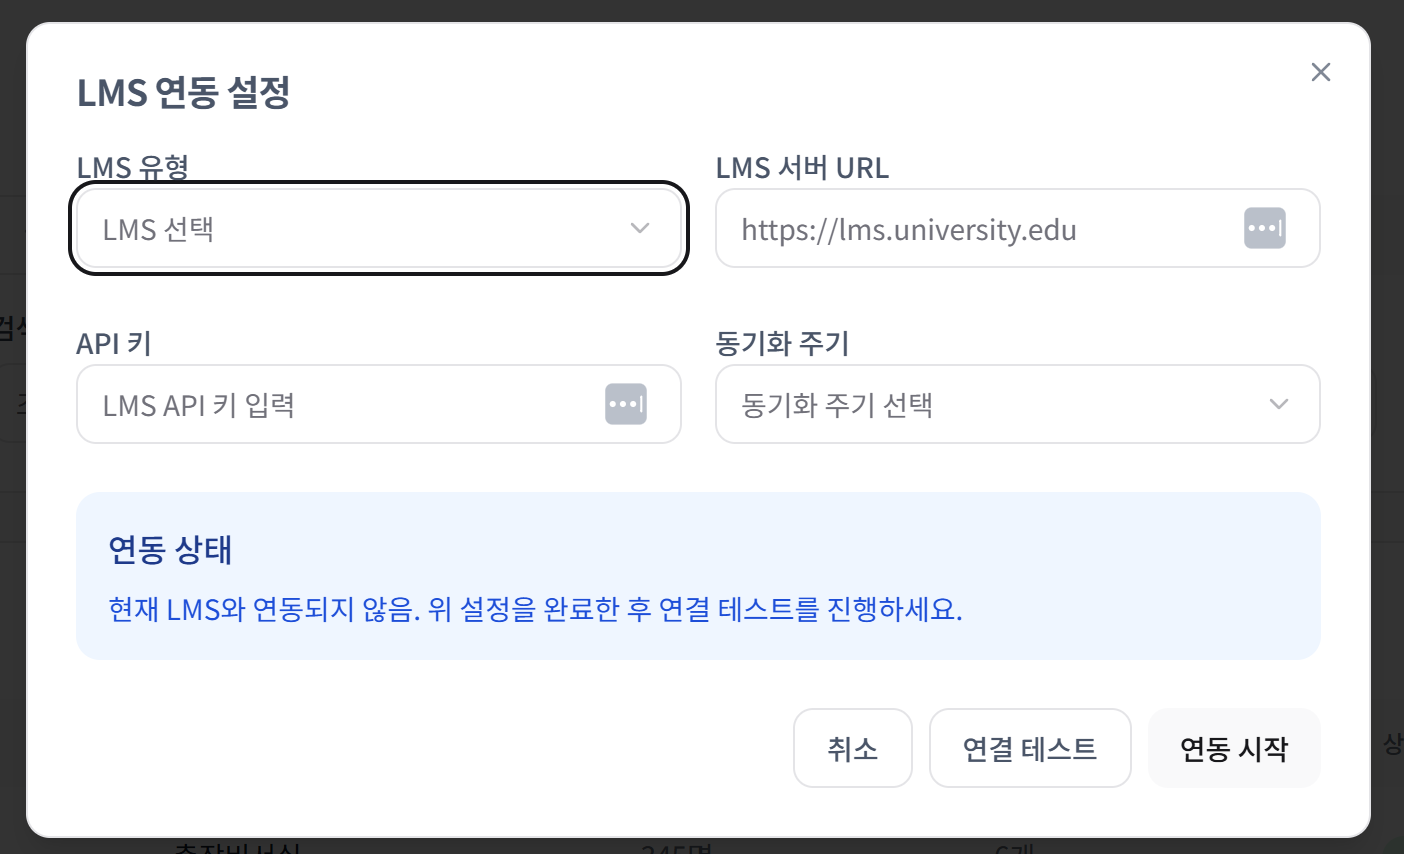 LMS 연동 설정
LMS 유형
LMS 서버 URL
LMS 선택
https://lms.university.edu
API 키
동기화 주기
LMS API 키 입력
동기화 주기 선택
연동 상태
현재 LMS와 연동되지 않음. 위 설정을 완료한 후 연결 테스트를 진행하세요.
취소
연결 테스트
연동 시작